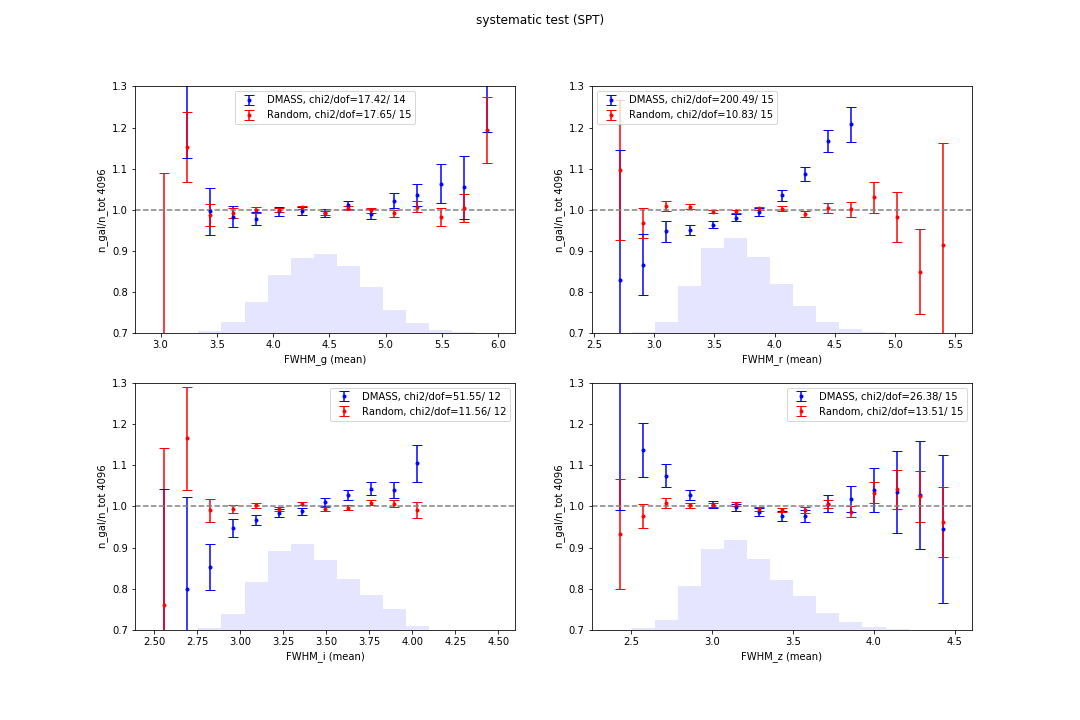 systematic test (SPT)
1.3
1.2
1.1
1.0
0.9
0.8
0.7
n_gal/n_tot 4096
DMASS, chi2/dof=17.42/ 14
Random, chi2/dof=17.65/ 15
3.0 3.5 4.0 4.5 5.0 5.5 6.0
FWHM_g (mean)
1.3
1.2
1.1
1.0
0.9
0.8
0.7
n_gal/n_tot 4096
DMASS, chi2/dof=200.49/ 15
Random, chi2/dof=10.83/ 15
2.5 3.0 3.5 4.0 4.5 5.0 5.5
FWHM_r (mean)
1.3
1.2
1.1
1.0
0.9
0.8
0.7
n_gal/n_tot 4096
DMASS, chi2/dof=51.55/ 12
Random, chi2/dof=11.56/ 12
2.50 2.75 3.00 3.25 3.50 3.75 4.00 4.25 4.50
FWHM_i (mean)
1.3
1.2
1.1
1.0
0.9
0.8
0.7
n_gal/n_tot 4096
DMASS, chi2/dof=26.38/ 15
Random, chi2/dof=13.51/ 15
2.5 3.0 3.5 4.0 4.5
FWHM_z (mean)